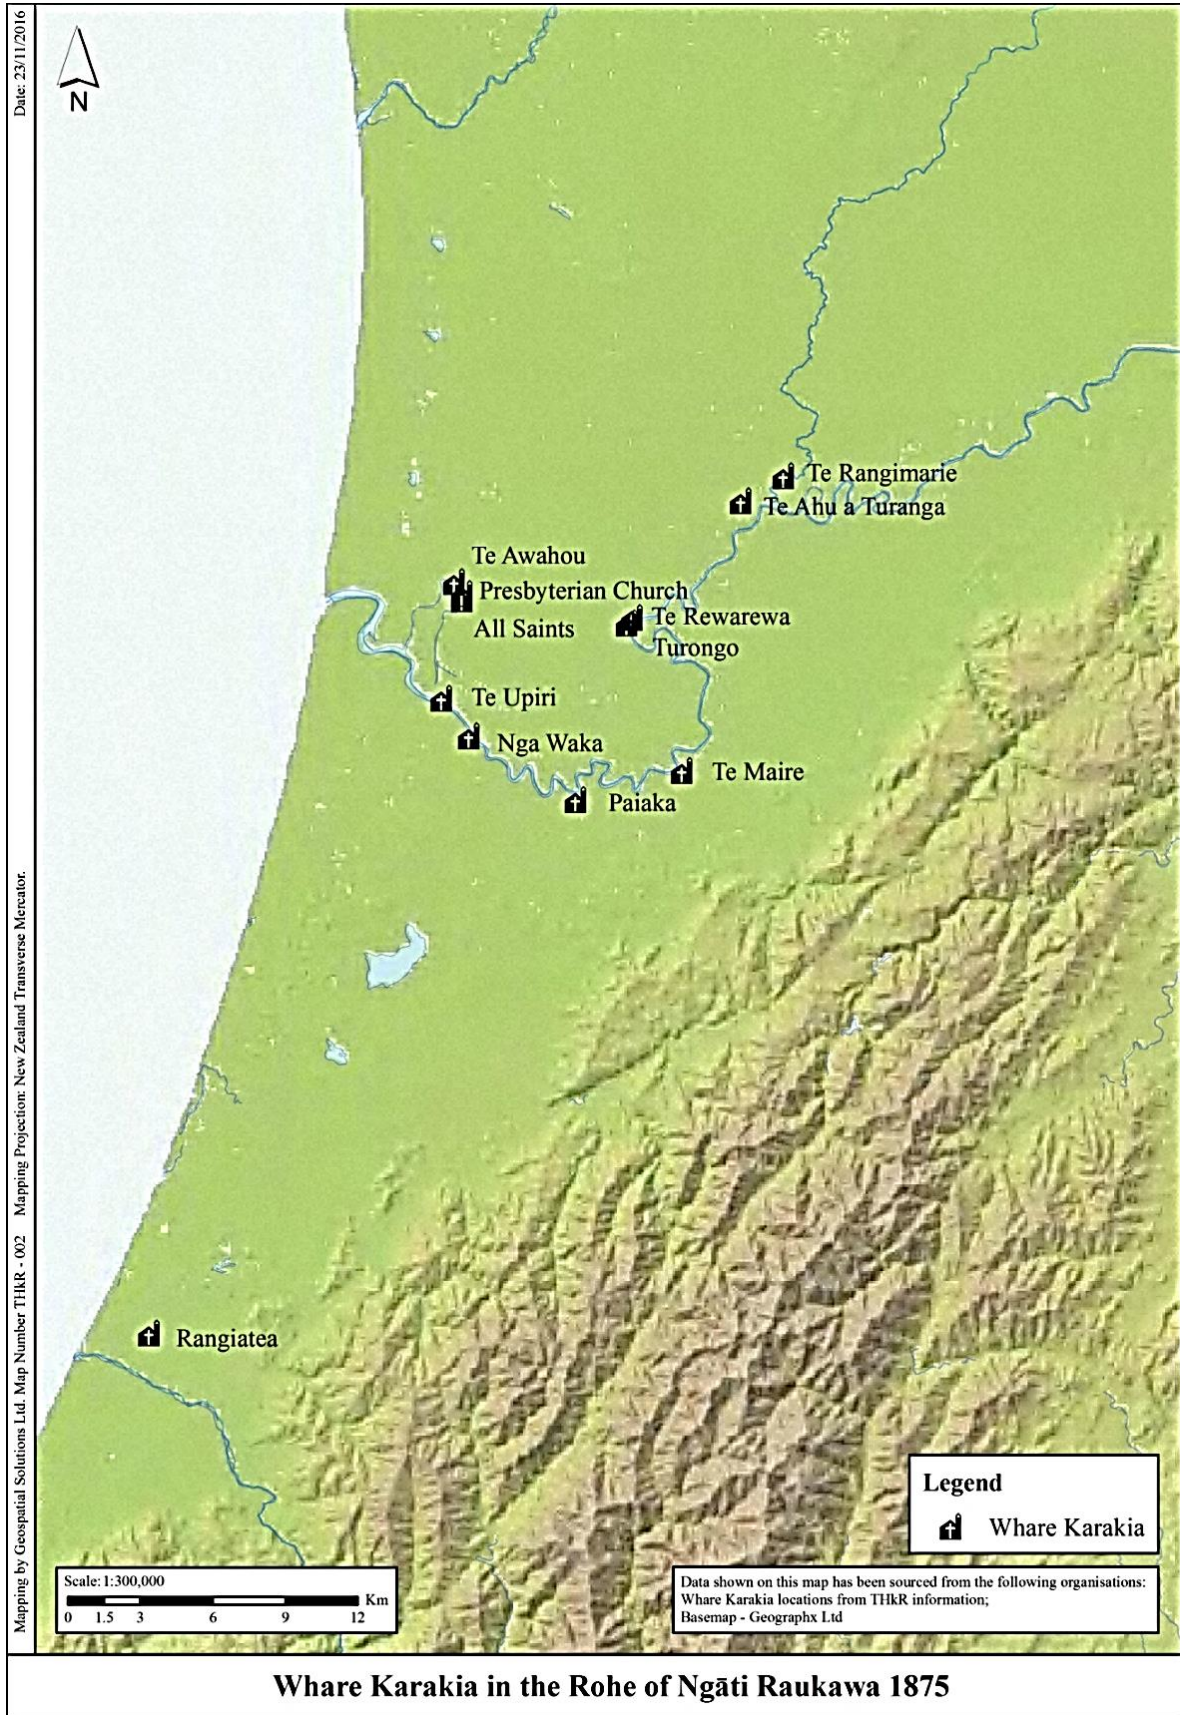 Date: 23/11/2016
N
Te Rangimarie
Te Ahu a Turanga
Te Awahou
Presbyterian Church
Te Rewarewa
All Saints
Turongo
Te Upiri
Nga Waka
Te Maire
Paiaka
Rangiatea
Legend
Whare Karakia
Scale: 1:300,000
Km
0 1.5 3 6 9 12
Data shown on this map has been sourced from the following organisations:
Whare Karakia locations from THkR information;
Basemap - Geographx Ltd
Mapping by Geospatial Solutions Ltd. Map Number THkR - 002 Mapping Projection: New Zealand Transverse Mercator.
Whare Karakia in the Rohe of Ngāti Raukawa 1875